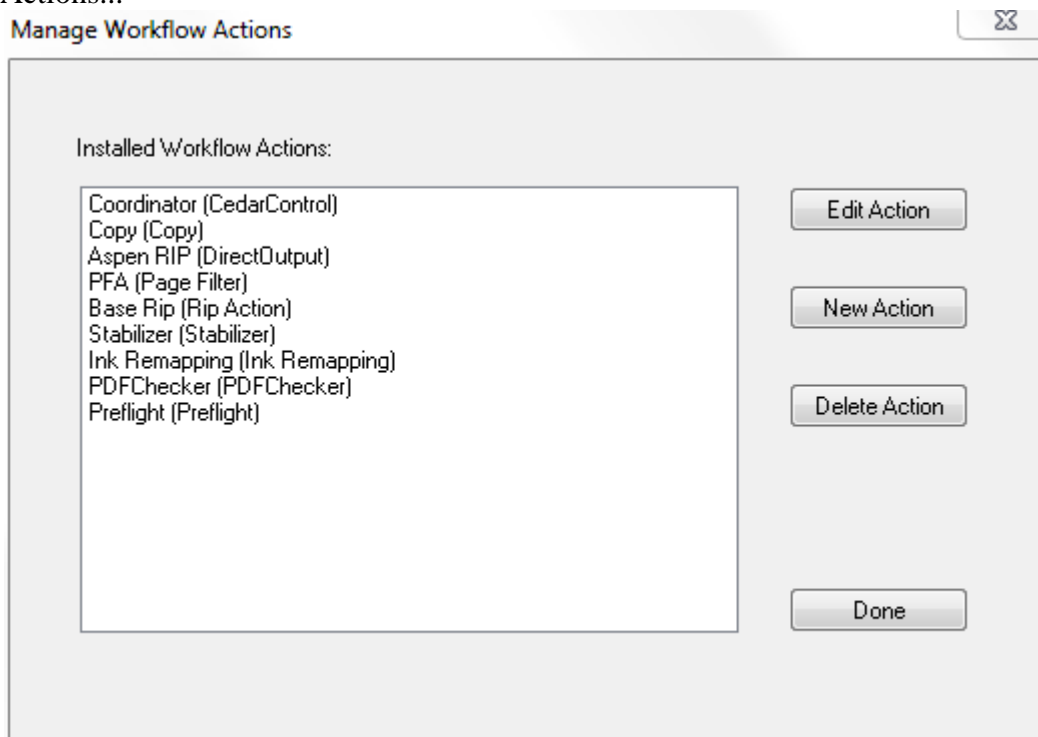 Actions...
Manage Workflow Actions
Installed Workflow Actions:
Coordinator (CedarControl)
Copy (Copy)
Aspen RIP (DirectOutput)
PFA (Page Filter)
Base Rip (Rip Action)
Stabilizer (Stabilizer)
Ink Remapping (Ink Remapping)
PDFChecker (PDFChecker)
Preflight (Preflight)
Edit Action
New Action
Delete Action
Done